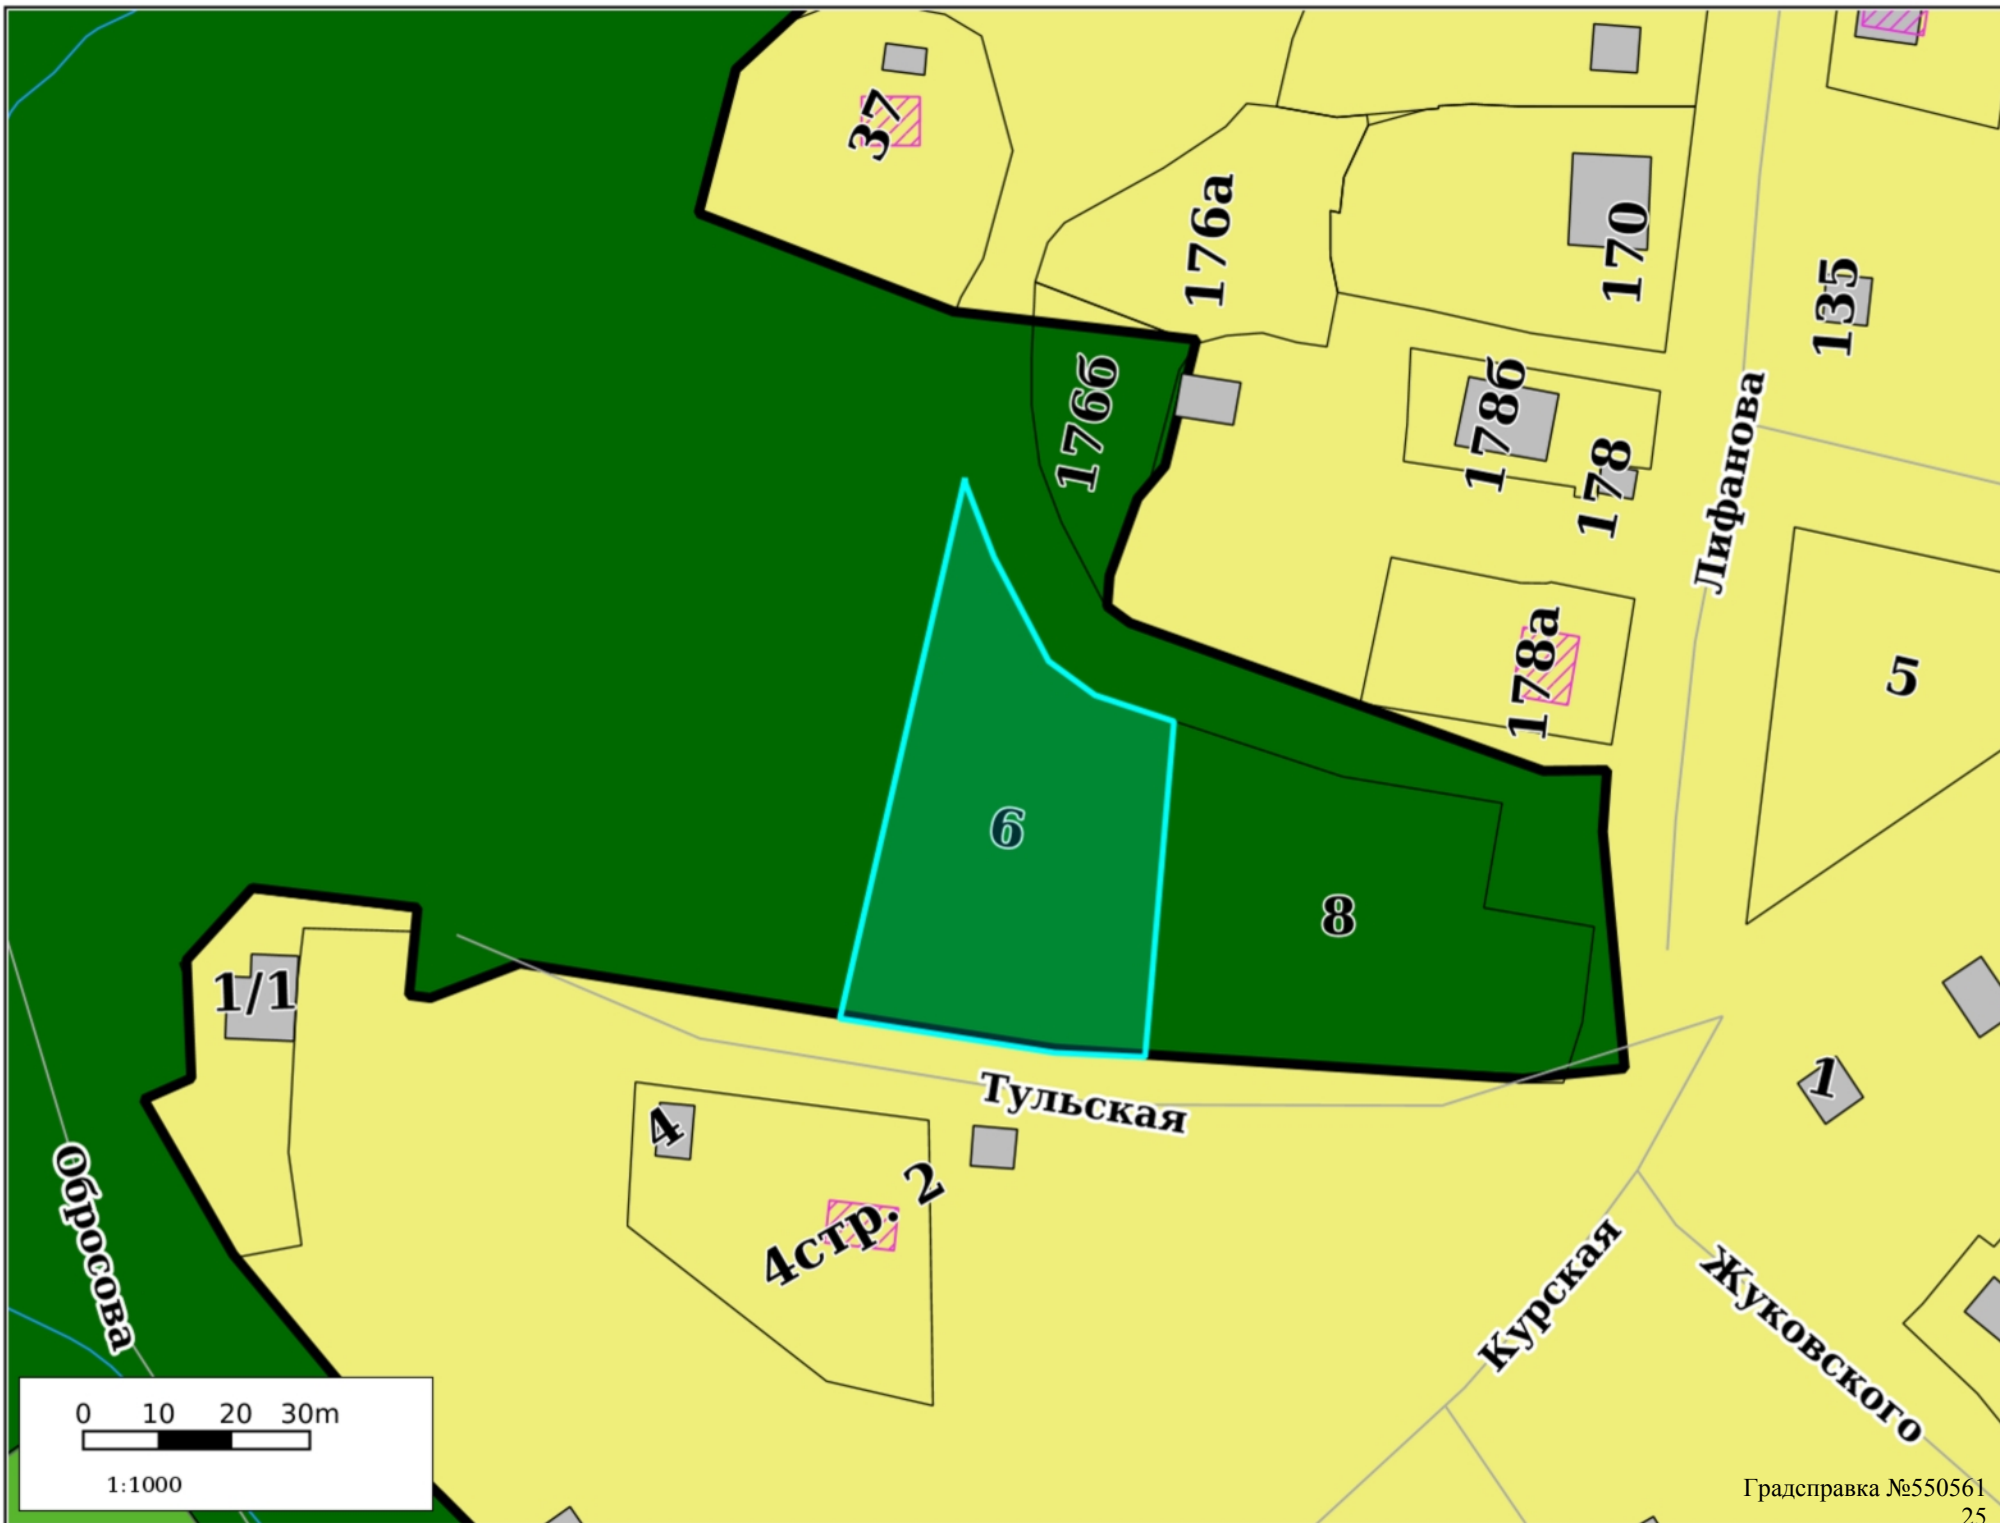 37
176а
170
135
176б
178б
178
Лифанова
178а
5
6
8
1/1
1
Тульская
4
2
4стр.
Обросова
Курская
Жуковского
0 10 20 30m
1:1000
Градсправка №550561
25